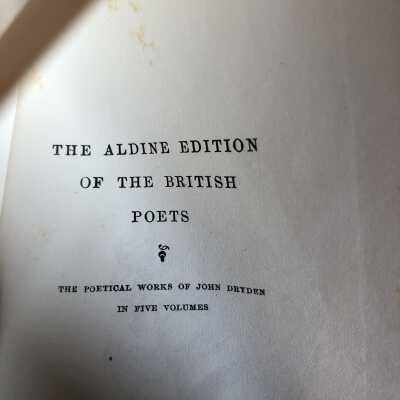 THE ALDINE EDITION
OF THE BRITISH
POETS
THE POETICAL WORKS OF JOHN DRYDEN
IN FIVE VOLUMES